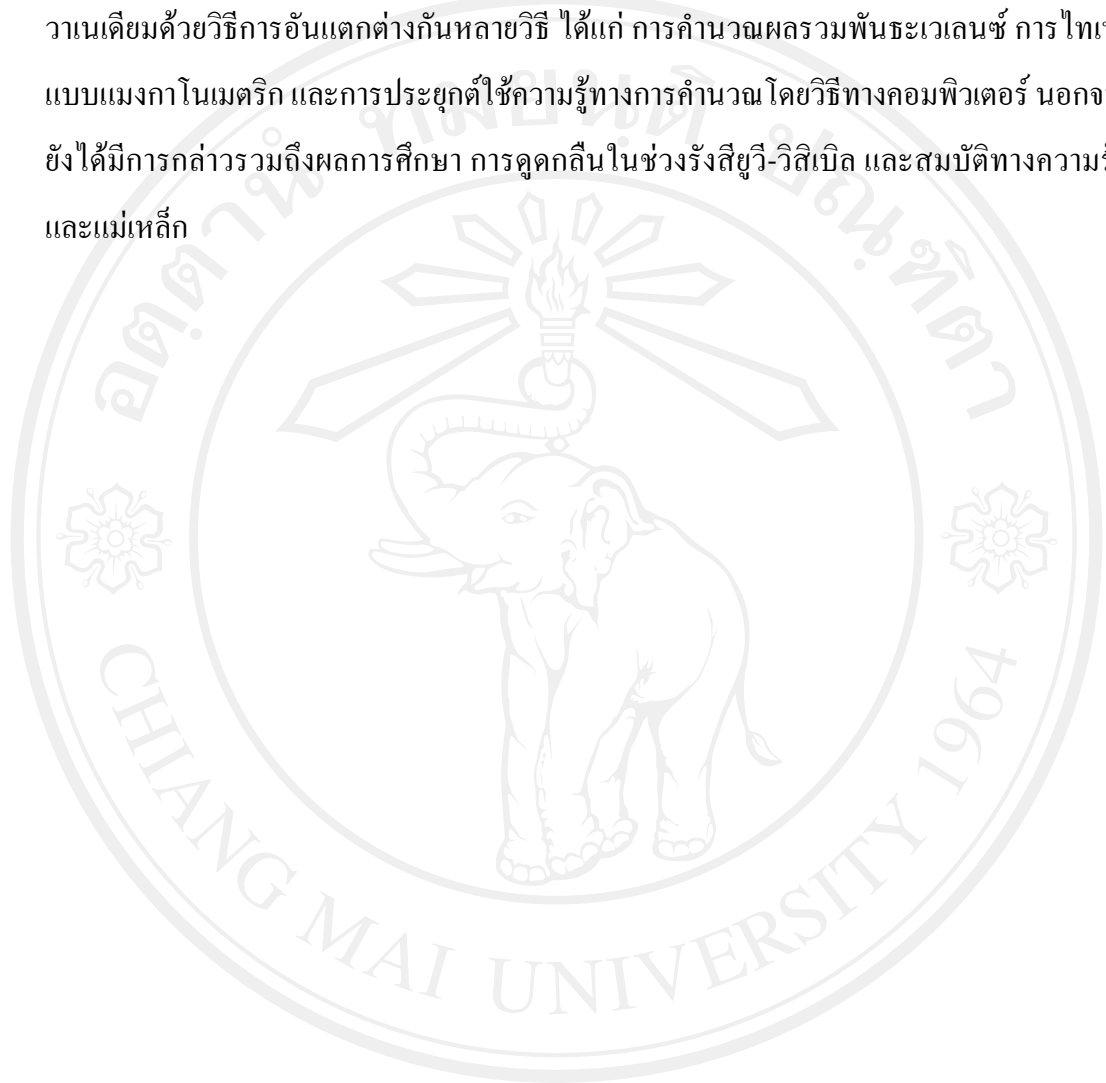 วาเนเดียมด้วยวิธีการอันแตกต่างกันหลายวิธี ได้แก่ การคำนวณผลรวมพันธะเวเลนซ์
แบบแมงกาโนเมตริก และการประยุกต์ใช้ความรู้ทางการคำนวณโดยวิธีทางคอมพิวเตอร์
ยังได้มีการกล่าวรวมถึงผลการศึกษา การดูดกลืนในช่วงรังสียูวี-วิสิเบิล และสมบัติทาง
และแม่เหล็ก
อตฺตานํ ทมยนฺติ ปณฺฑิตา
CHIANG MAI UNIVERSITY 1964